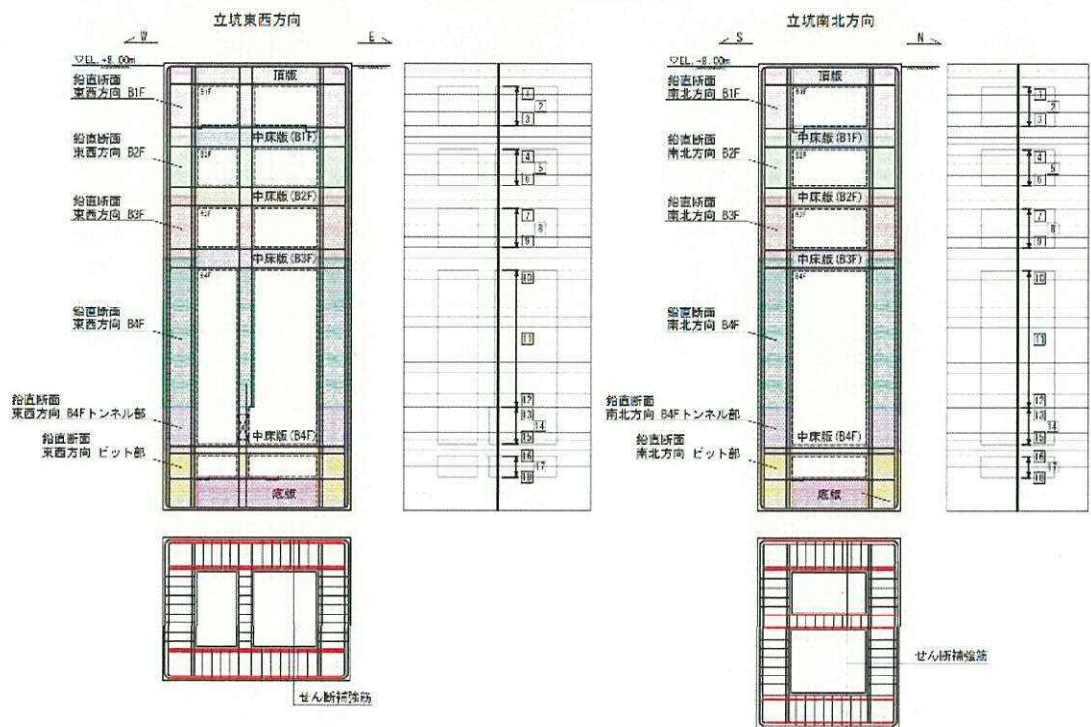 立坑東西方向
W
E
▽EL.+8.00m
鉛直断面
東西方向 B1F
鉛直断面
東西方向 B2F
鉛直断面
東西方向 B3F
鉛直断面
東西方向 B4F
鉛直断面
東西方向 B4Fトンネル部
鉛直断面
東西方向 ピット部
頂版
B1F
中床版(B1F)
B2F
中床版(B2F)
B3F
中床版(B3F)
B4F
中床版(B4F)
底版
1
2
3
4
5
6
7
8
9
10
11
12
13
14
15
16
17
18
せん断補強筋
立坑南北方向
S
N
▽EL.+8.00m
鉛直断面
南北方向 B1F
鉛直断面
南北方向 B2F
鉛直断面
南北方向 B3F
鉛直断面
南北方向 B4F
鉛直断面
南北方向 B4Fトンネル部
鉛直断面
南北方向 ピット部
頂版
B1F
中床版(B1F)
B2F
中床版(B2F)
中床版(B3F)
B4F
中床版(B4F)
底版
1
2
3
4
5
6
7
8
9
10
11
12
13
14
15
16
17
18
せん断補強筋